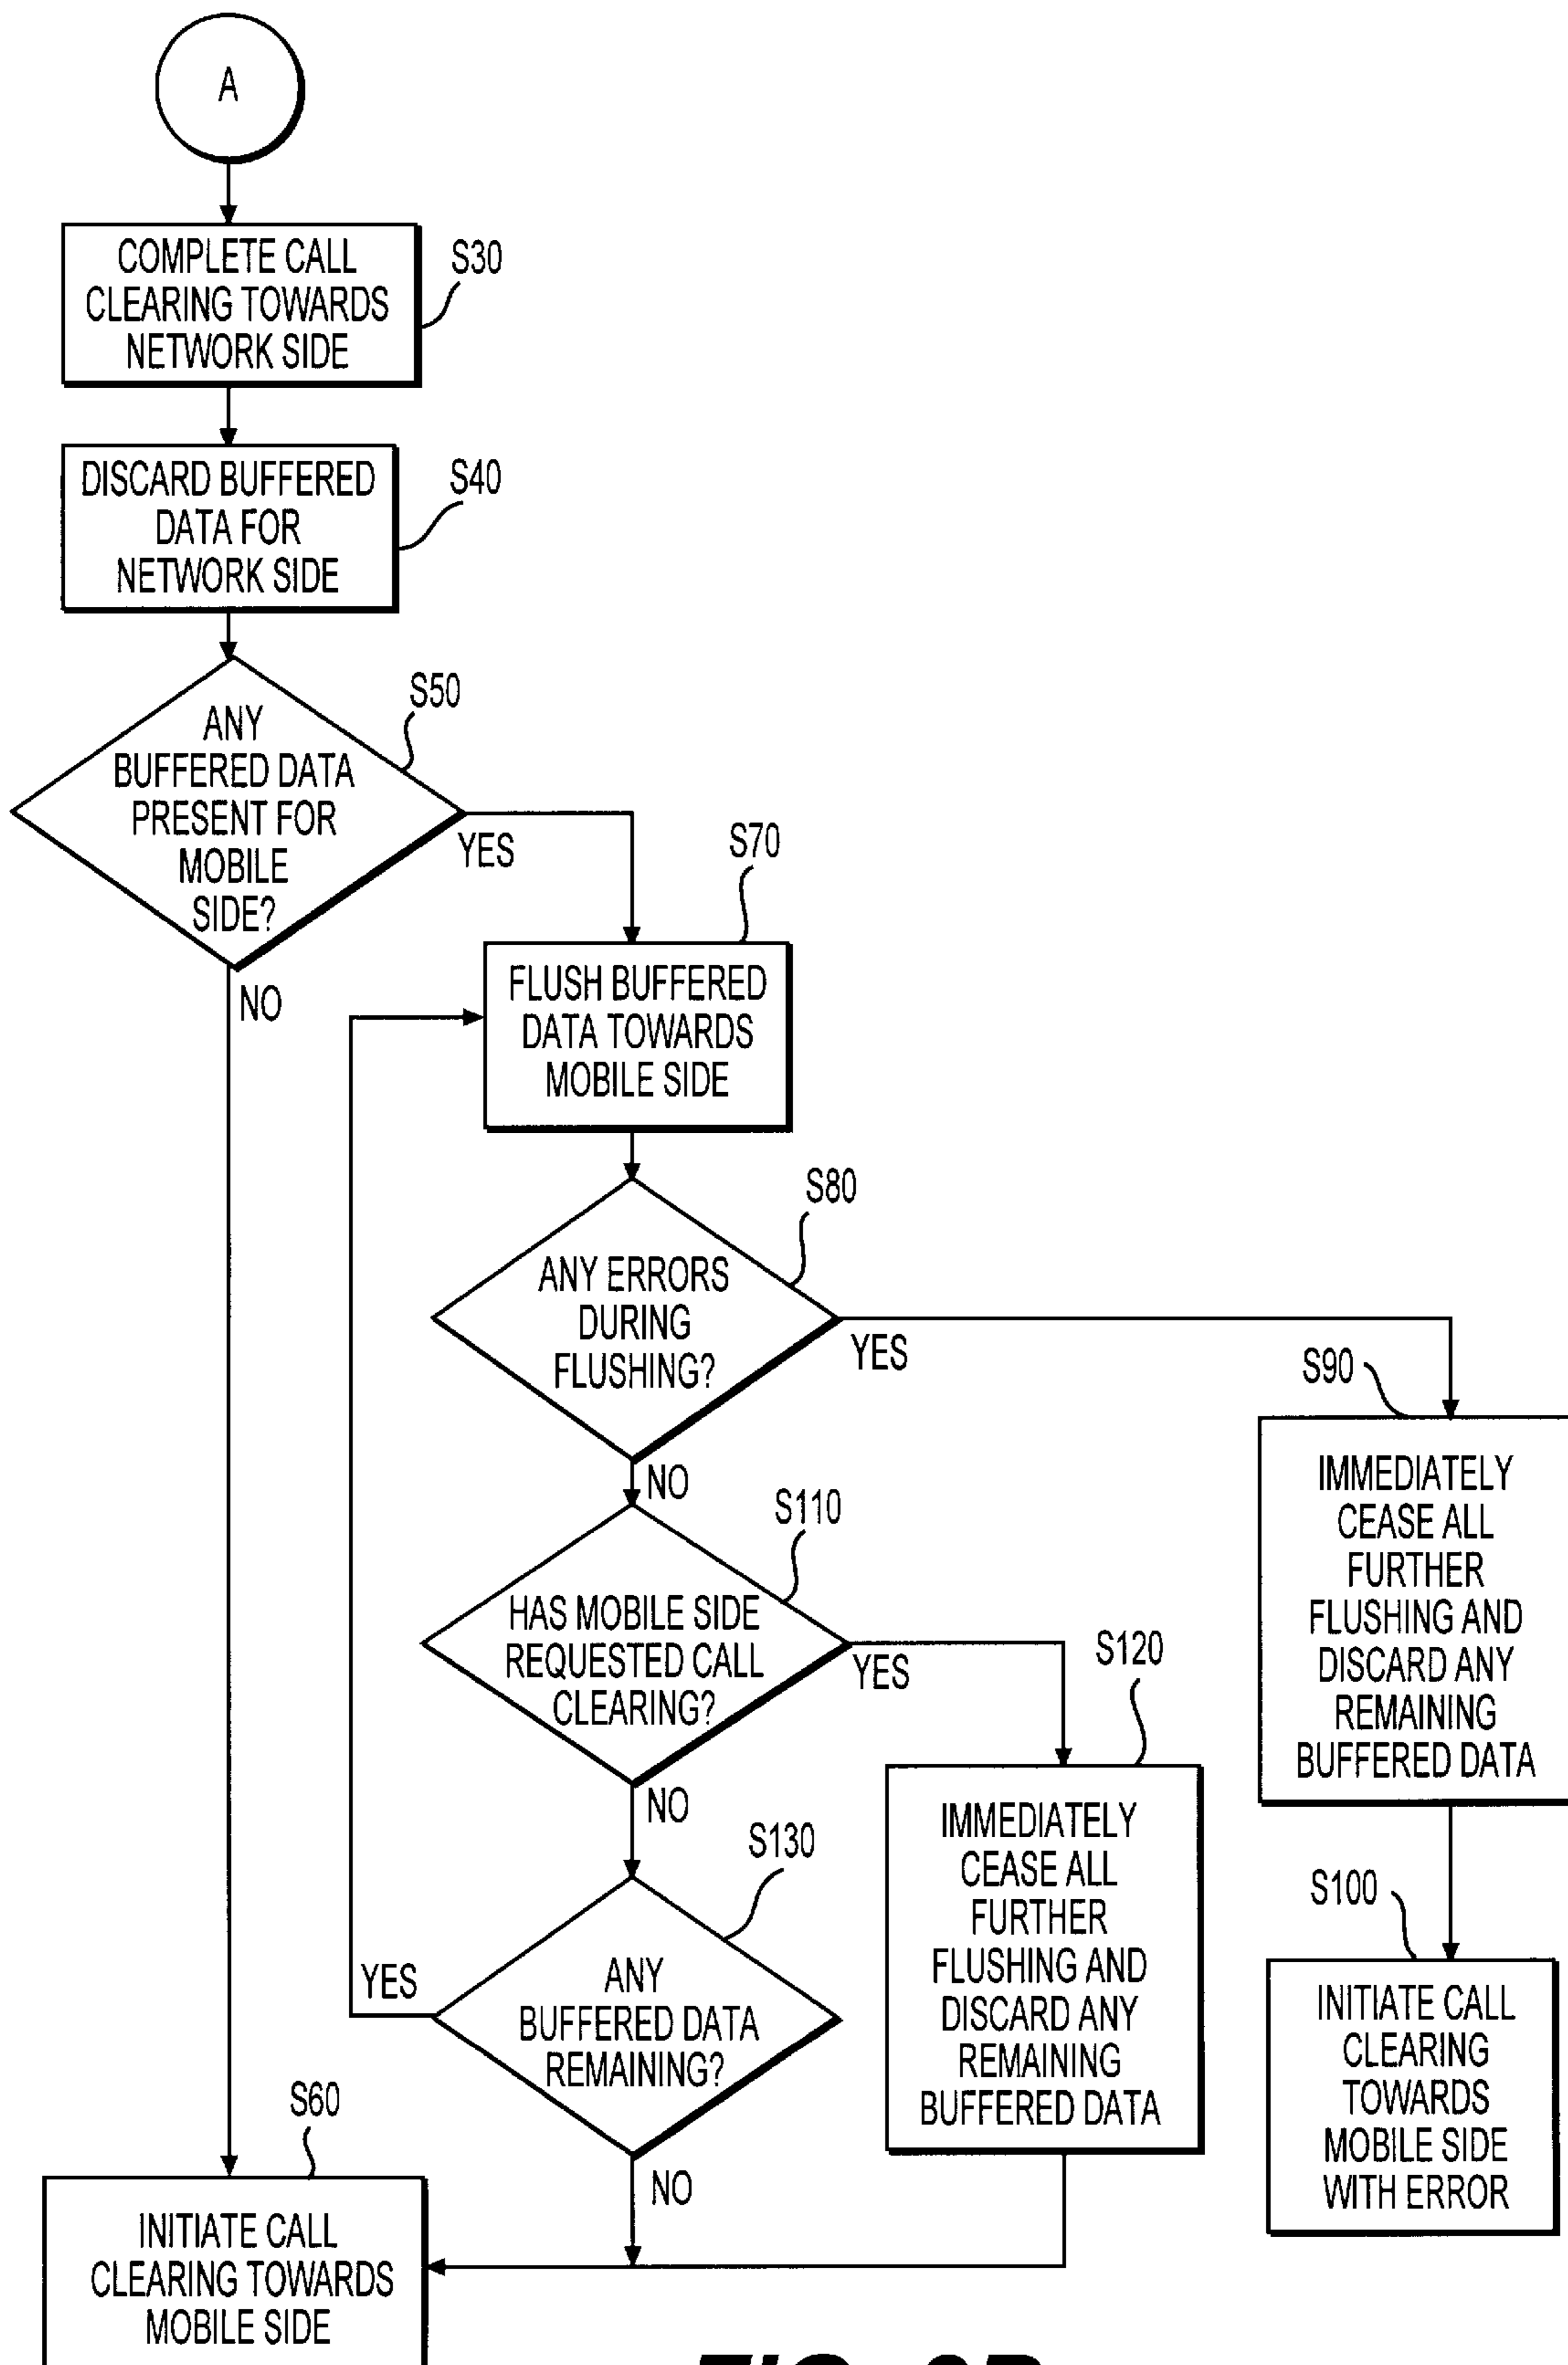 A
COMPLETE CALL
CLEARING TOWARDS
NETWORK SIDE
S30
DISCARD BUFFERED
DATA FOR
NETWORK SIDE
S40
ANY
BUFFERED DATA
PRESENT FOR
MOBILE
SIDE?
S50
YES
NO
S70
FLUSH BUFFERED
DATA TOWARDS
MOBILE SIDE
S80
ANY ERRORS
DURING
FLUSHING?
YES
NO
S90
IMMEDIATELY
CEASE ALL
FURTHER
FLUSHING AND
DISCARD ANY
REMAINING
BUFFERED DATA
S110
HAS MOBILE SIDE
REQUESTED CALL
CLEARING?
YES
NO
S120
IMMEDIATELY
CEASE ALL
FURTHER
FLUSHING AND
DISCARD ANY
REMAINING
BUFFERED DATA
S100
INITIATE CALL
CLEARING
TOWARDS
MOBILE SIDE
WITH ERROR
S130
ANY
BUFFERED DATA
REMAINING?
YES
NO
S60
INITIATE CALL
CLEARING TOWARDS
MOBILE SIDE